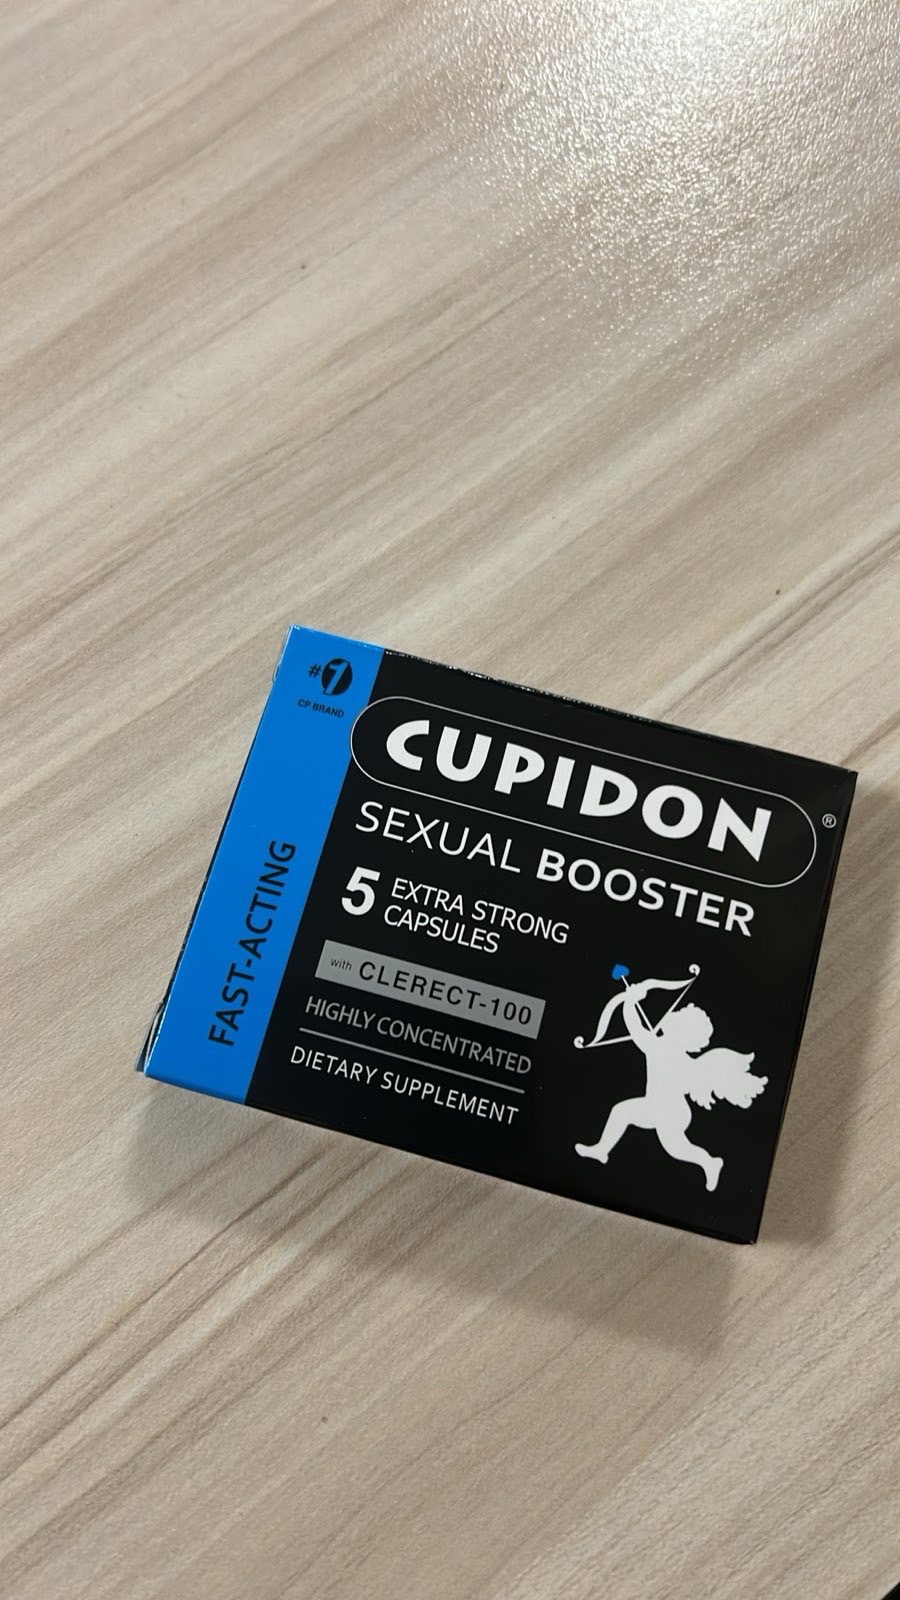 #1
CP BRAND
FAST-ACTING
CUPIDON®
SEXUAL BOOSTER
5 EXTRA STRONG
CAPSULES
with CLERECT-100
HIGHLY CONCENTRATED
DIETARY SUPPLEMENT